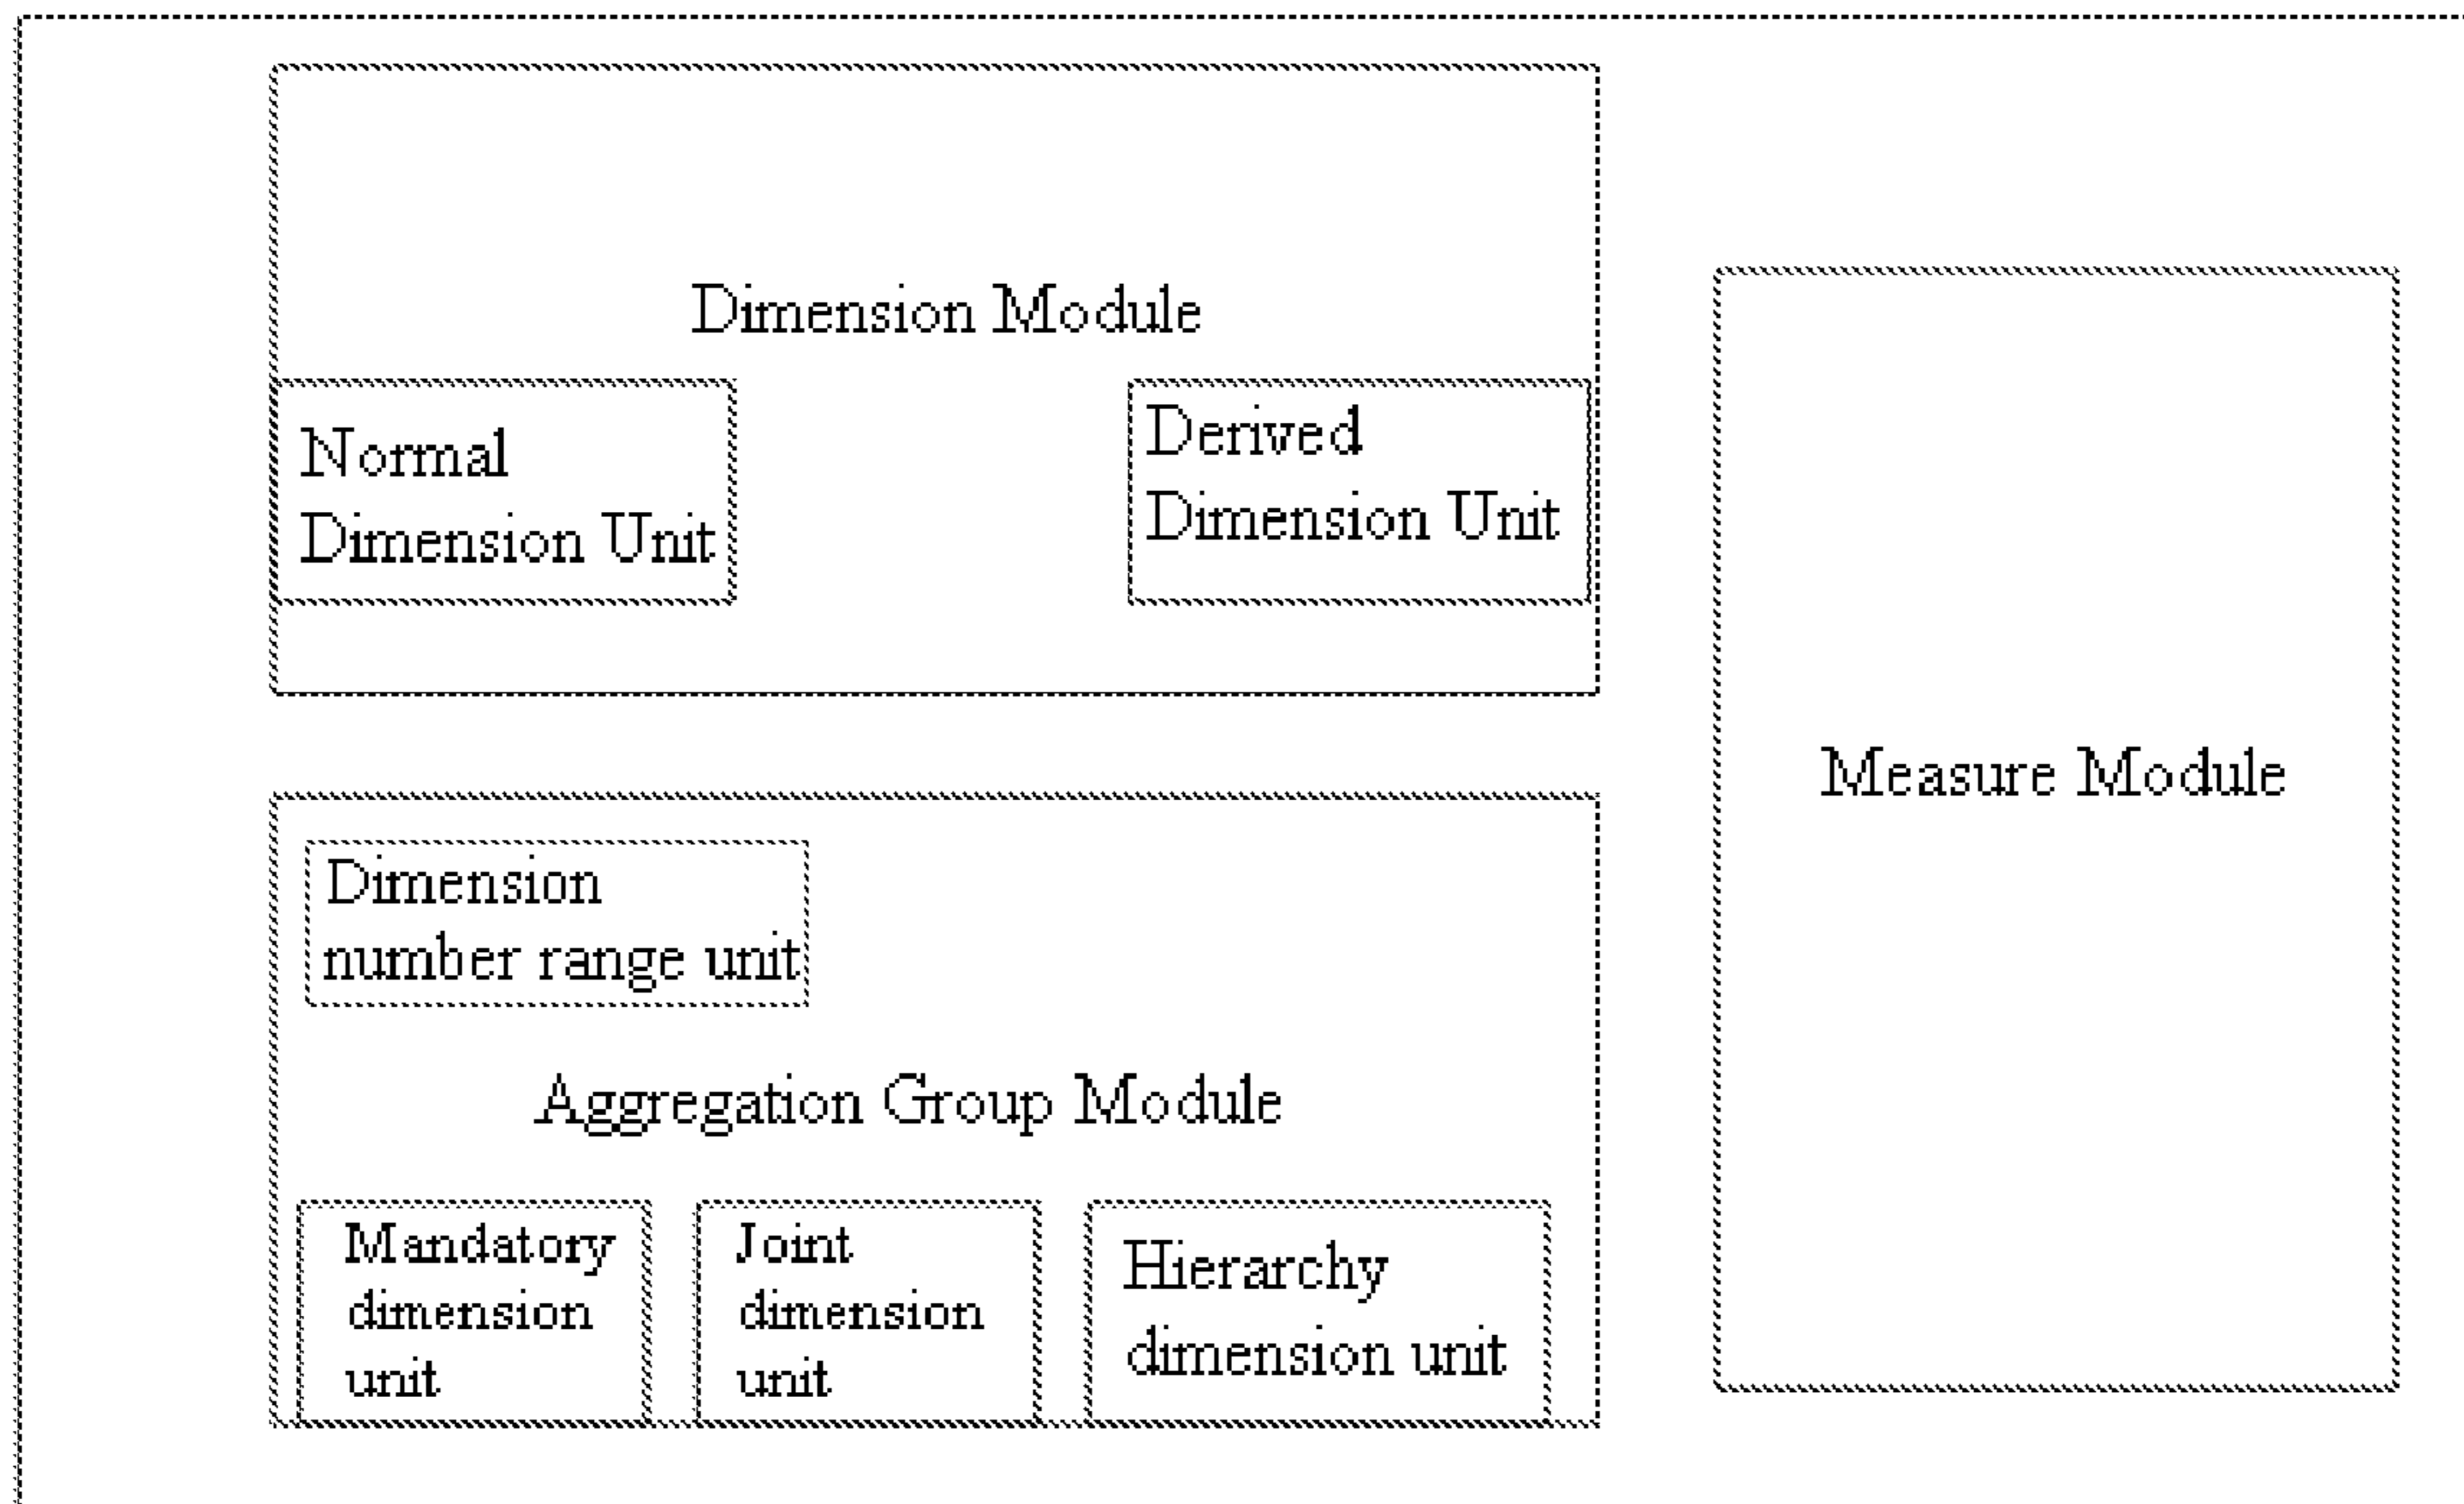 Dimension Module
Normal
Dimension Unit
Derived
Dimension Unit
Measure Module
Dimension
number range unit
Aggregation Group Module
Mandatory
dimension
unit
Joint
dimension
unit
Hierarchy
dimension unit